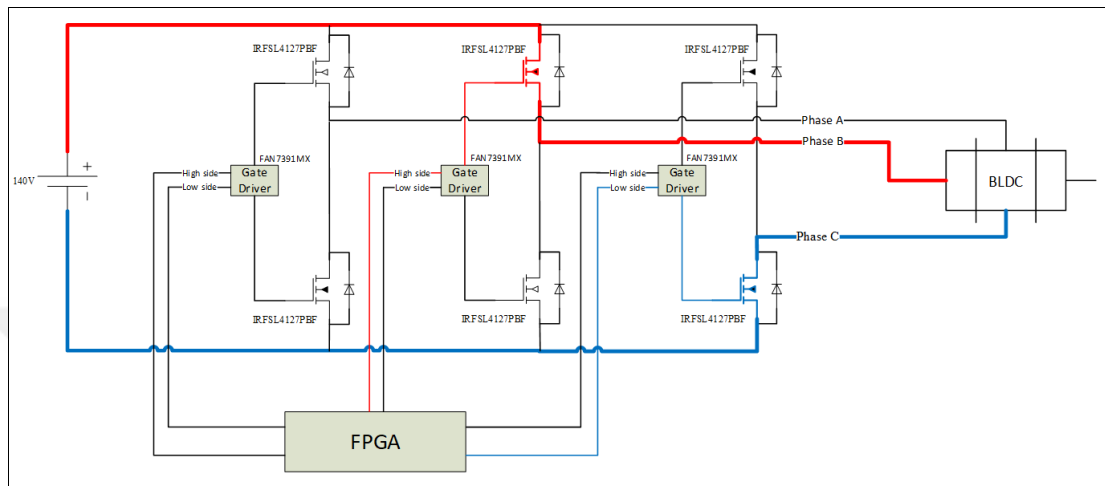 IRFSL4127PBF
IRFSL4127PBF
IRFSL4127PBF
Phase A
Phase B
FAN7391MX
FAN7391MX
FAN7391MX
High side
Low side
Gate
Driver
High side
Low side
Gate
Driver
High side
Low side
Gate
Driver
140V
+
BLDC
Phase C
IRFSL4127PBF
IRFSL4127PBF
IRFSL4127PBF
FPGA